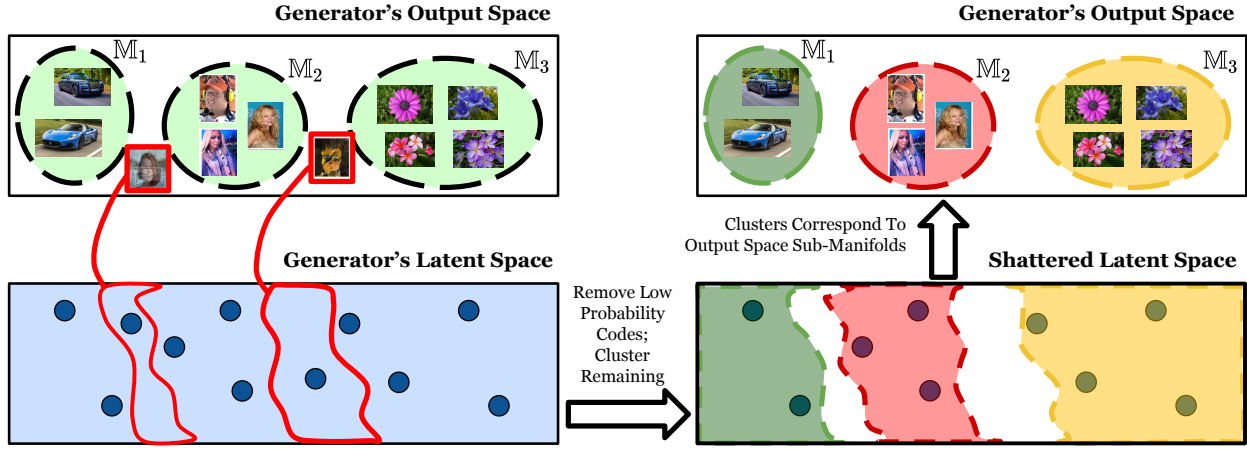 Generator's Output Space
𝕄1
𝕄2
𝕄3
Generator's Latent Space
Remove Low
Probability
Codes;
Cluster
Remaining
Generator's Output Space
𝕄1
𝕄2
𝕄3
Clusters Correspond To
Output Space Sub-Manifolds
Shattered Latent Space